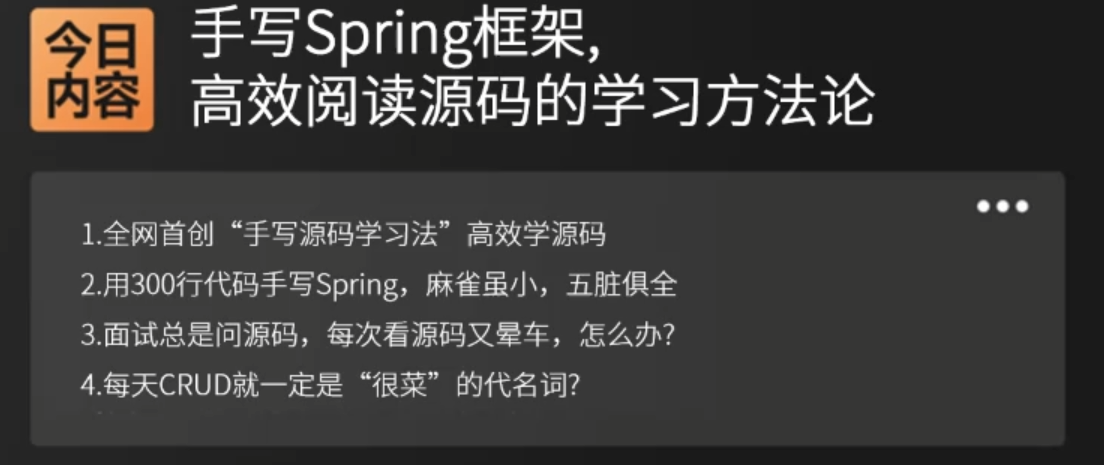 今日
内容
手写Spring框架,
高效阅读源码的学习方法论
1.全网首创“手写源码学习法”高效学源码
2.用300行代码手写Spring，麻雀虽小，五脏俱全
3.面试总是问源码，每次看源码又晕车，怎么办?
4.每天CRUD就一定是“很菜”的代名词?